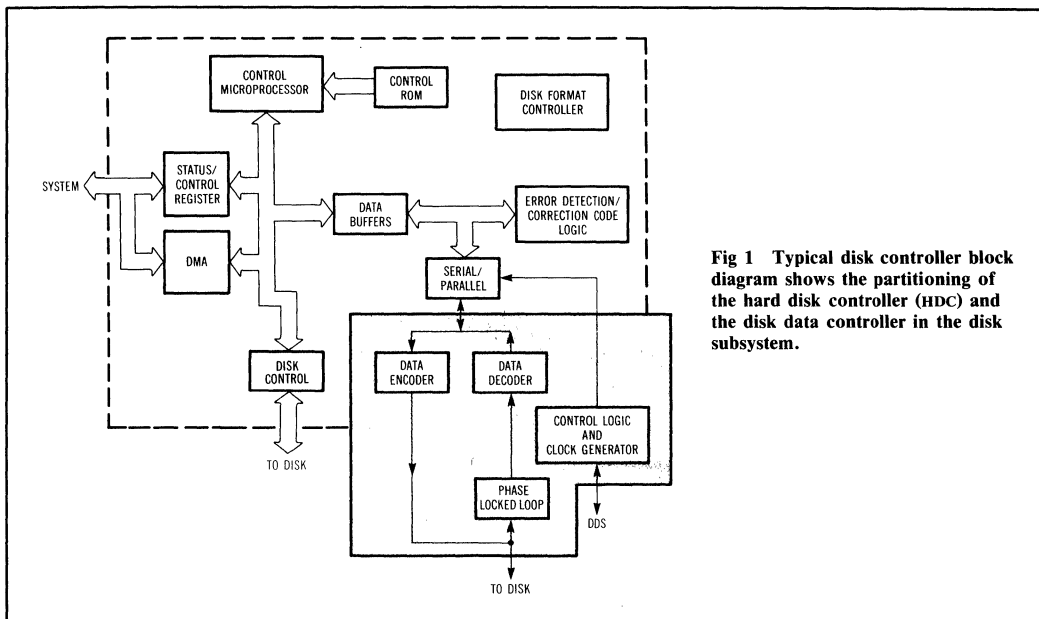 CONTROL
MICROPROCESSOR
CONTROL
ROM
DISK FORMAT
CONTROLLER
SYSTEM
STATUS/
CONTROL
REGISTER
DMA
DATA
BUFFERS
ERROR DETECTION/
CORRECTION CODE
LOGIC
SERIAL/
PARALLEL
DISK
CONTROL
TO DISK
DATA
ENCODER
DATA
DECODER
CONTROL LOGIC
AND
CLOCK GENERATOR
PHASE
LOCKED LOOP
DDS
TO DISK
Fig 1 Typical disk controller block
diagram shows the partitioning of
the hard disk controller (HDC) and
the disk data controller in the disk
subsystem.